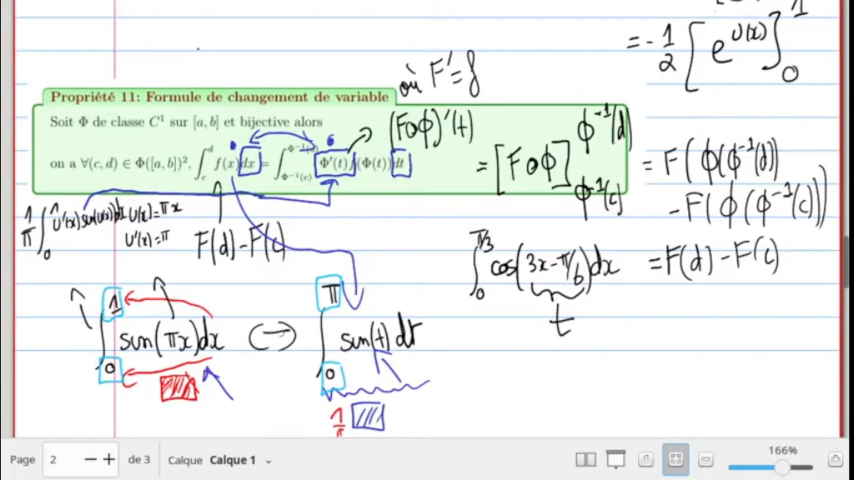 = -1/2 [e^{U(x)}]_0^1
où F' = f
Propriété 11: Formule de changement de variable
Soit Φ de classe C¹ sur [a, b] et bijective alors
(FoΦ)'(t)
on a ∀(c, d) ∈ Φ([a, b])², ∫_c^d f(x)dx = ∫_{Φ⁻¹(c)}^{Φ⁻¹(d)} Φ'(t)f(Φ(t))dt
= [FoΦ]_{Φ⁻¹(c)}^{Φ⁻¹(d)} = F(Φ(Φ⁻¹(d))
- F(Φ(Φ⁻¹(c)))
= F(d) - F(c)
1/π ∫_0^1 U'(x) sin(U(x))dx U(x) = πx
U'(x) = π
F(d) - F(c)
∫_0^{π/3} cos(3x - π/6)dx
t
∫_0^1 sin(πx)dx ⟷ ∫_0^π sin(t) dt
1/π
Page 2 de 3 Calque Calque 1 166%